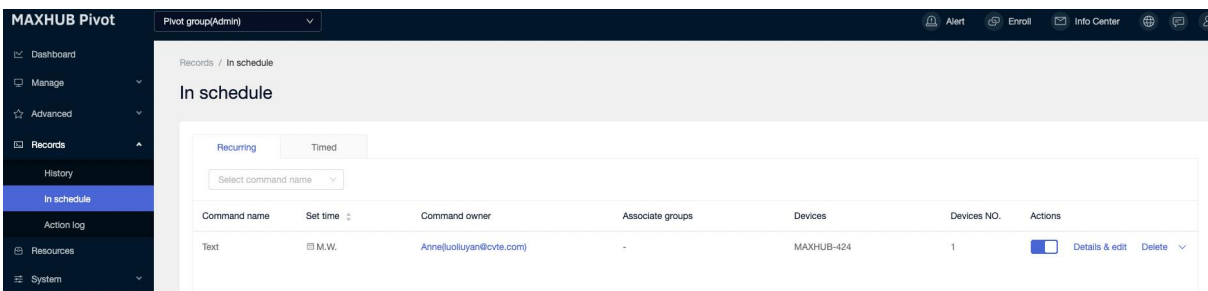 MAXHUB Pivot
Pivot group(Admin)
Alert
Enroll
Info Center
Dashboard
Manage
Advanced
Records
History
In schedule
Action log
Resources
System
Records / In schedule
In schedule
Recurring Timed
Select command name
Command name Set time Command owner Associate groups Devices Devices NO. Actions
Text M.W. Anne(luoliuyan@cvte.com) - MAXHUB-424 1 Details & edit Delete